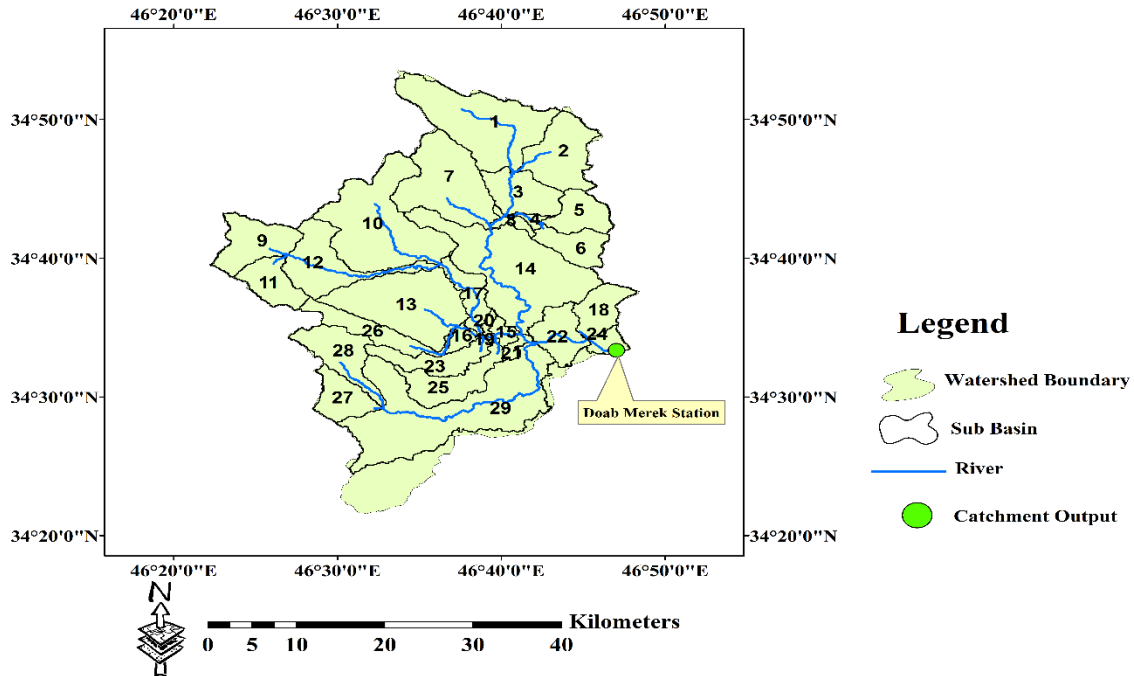 46°20'0"E 46°30'0"E 46°40'0"E 46°50'0"E
34°50'0"N 34°50'0"N
1
2
7
3
5
8 4
10
6
9
34°40'0"N 34°40'0"N
12
14
11
17
13
18
20
26
16 15 22 24
19
28
21
23
25
27
29
34°30'0"N 34°30'0"N
Doab Merek Station
34°20'0"N 34°20'0"N
46°20'0"E 46°30'0"E 46°40'0"E 46°50'0"E
Legend
Watershed Boundary
Sub Basin
River
Catchment Output
N
Kilometers
0 5 10 20 30 40